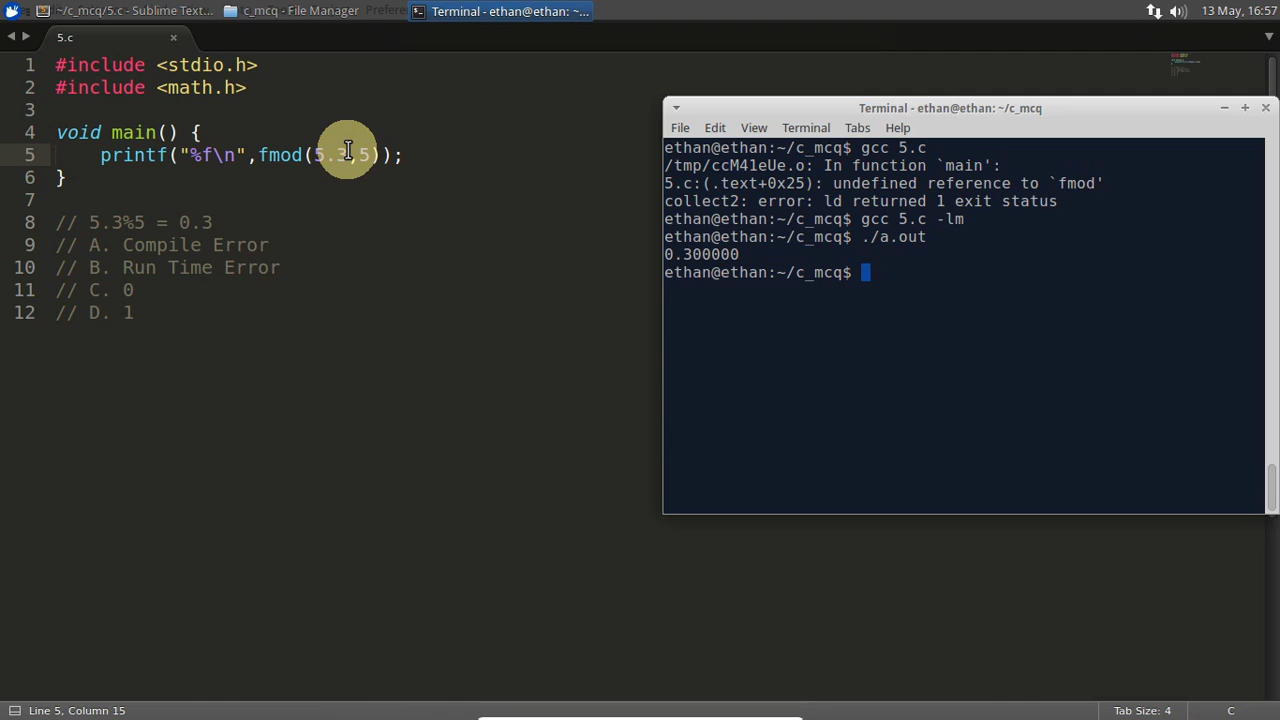 ~/c_mcq/5.c - Sublime Text... c_mcq - File Manager Prefere Terminal - ethan@ethan: ~... 13 May, 16:57
5.c
1 #include <stdio.h>
2 #include <math.h>
3
4 void main() {
5 printf("%f\n",fmod(5.3,5));
6 }
7
8 // 5.3%5 = 0.3
9 // A. Compile Error
10 // B. Run Time Error
11 // C. 0
12 // D. 1
Terminal - ethan@ethan: ~/c_mcq
File Edit View Terminal Tabs Help
ethan@ethan:~/c_mcq$ gcc 5.c
/tmp/ccM41eUe.o: In function `main':
5.c:(.text+0x25): undefined reference to `fmod'
collect2: error: ld returned 1 exit status
ethan@ethan:~/c_mcq$ gcc 5.c -lm
ethan@ethan:~/c_mcq$ ./a.out
0.300000
ethan@ethan:~/c_mcq$
Line 5, Column 15 Tab Size: 4 C